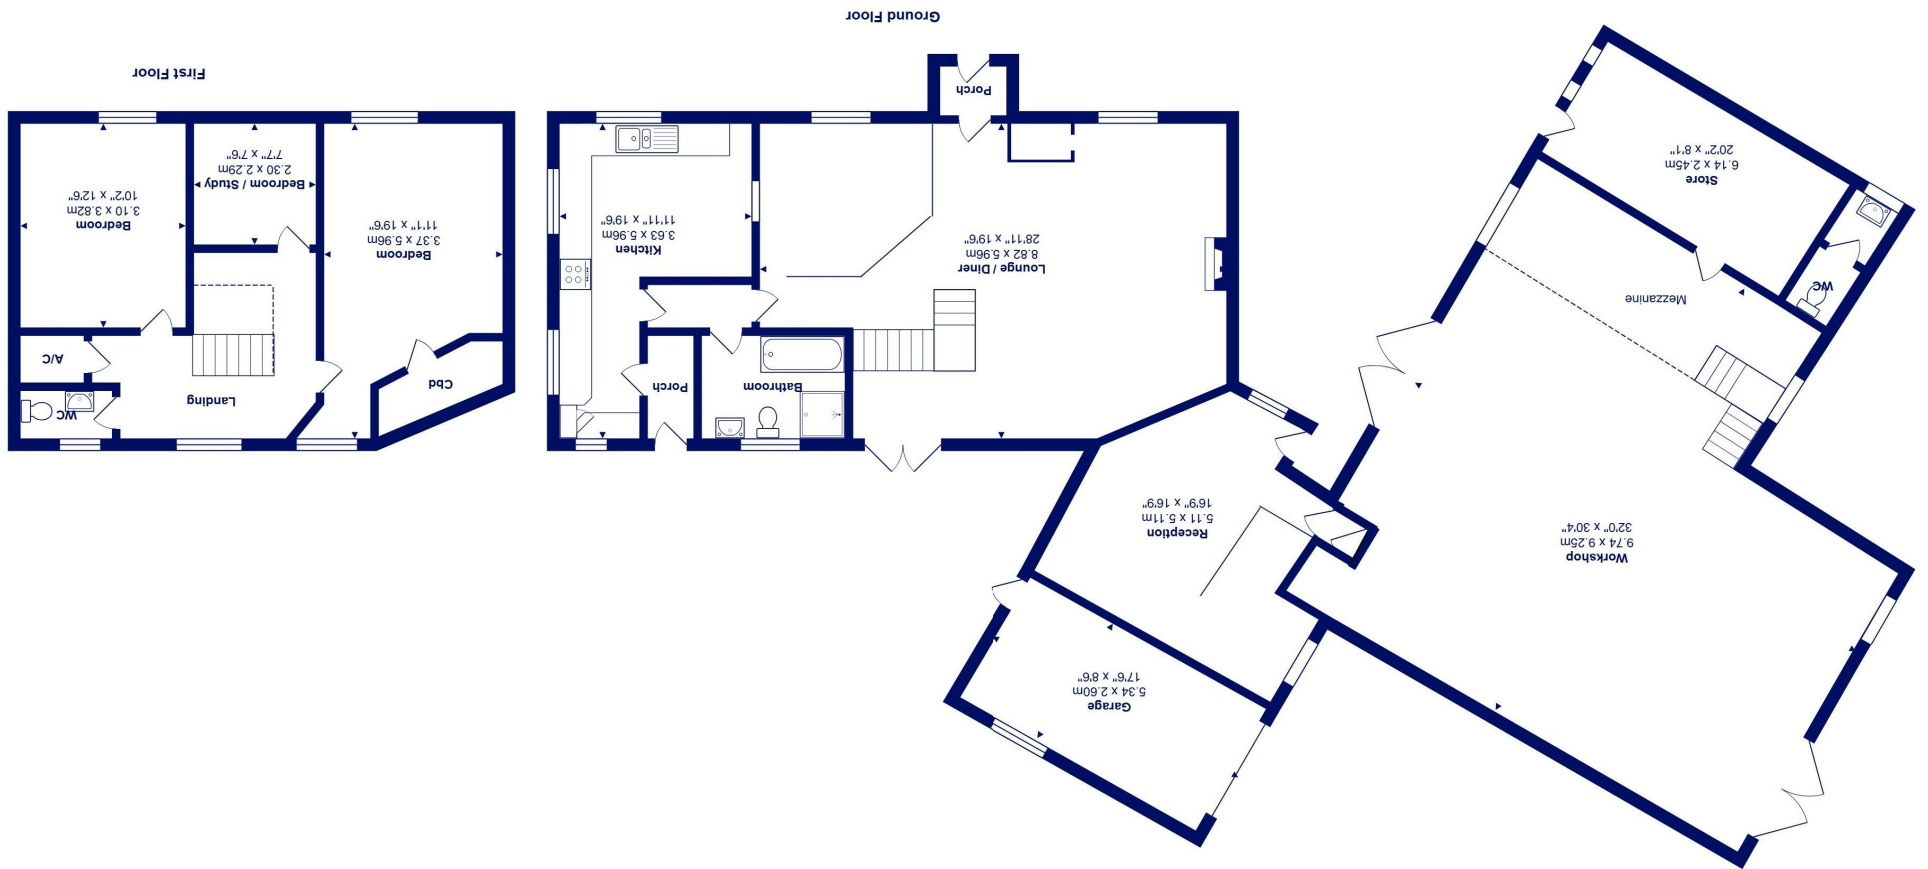 Workshop
9.74 x 9.25m
32'0" x 30'4"
Garage
5.34 x 2.60m
17'6" x 8'6"
Reception
5.11 x 5.11m
16'9" x 16'9"
Mezzanine
WC
Store
6.14 x 2.45m
20'2" x 8'1"
Lounge / Diner
8.82 x 5.96m
28'11" x 19'6"
Bathroom
Porch
Kitchen
3.63 x 5.96m
11'11" x 19'6"
Porch
Ground Floor
Cbd
Landing
WC
A/C
Bedroom
3.37 x 5.96m
11'1" x 19'6"
Bedroom / Study
2.30 x 2.29m
7'7" x 7'6"
Bedroom
3.10 x 3.82m
10'2" x 12'6"
First Floor